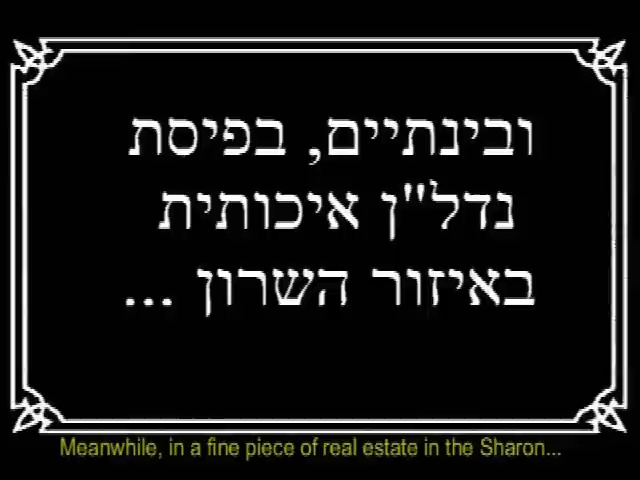 ובינתיים, בפיסת
נדל"ן איכותית
באיזור השרון ...
Meanwhile, in a fine piece of real estate in the Sharon...